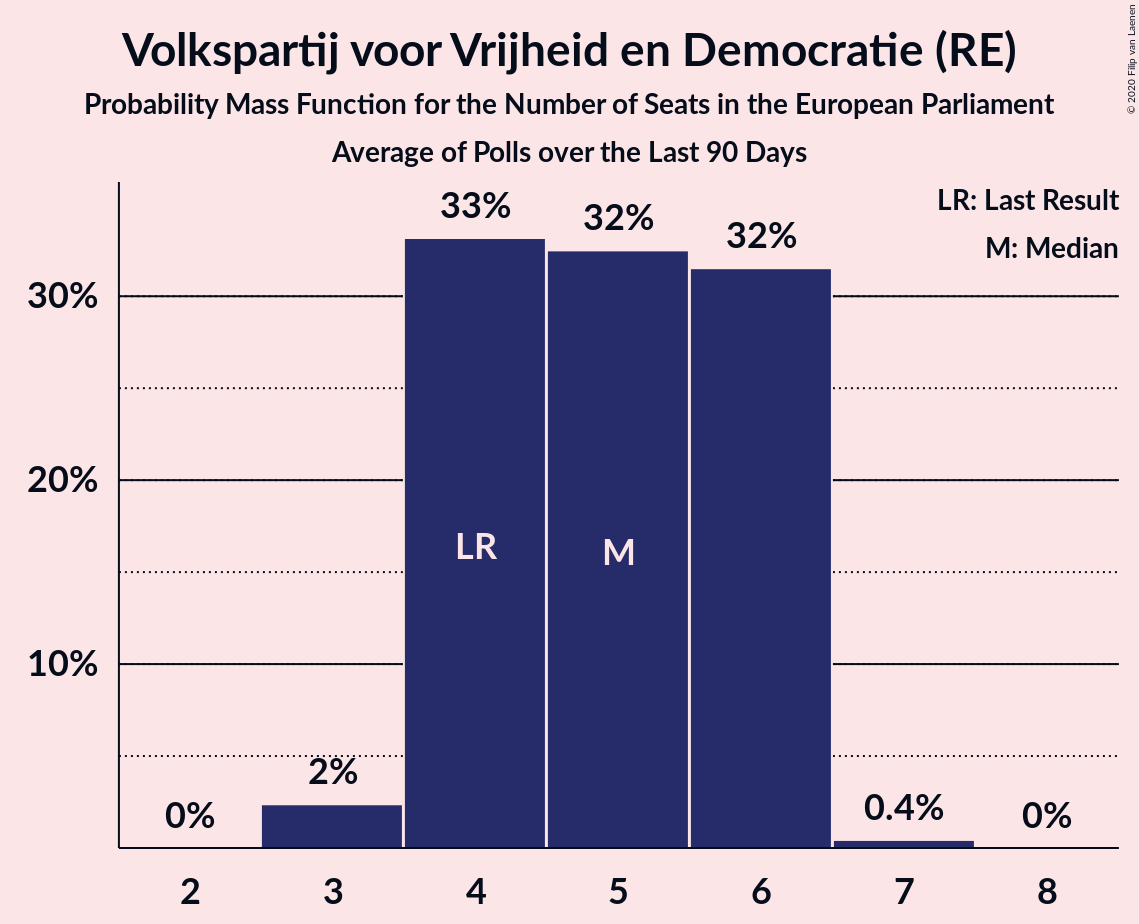 Volkspartij voor Vrijheid en Democratie (RE)
Probability Mass Function for the Number of Seats in the European Parliament
Average of Polls over the Last 90 Days
© 2020 Filip van Laenen
LR: Last Result
M: Median
33%
32%
32%
30%
20%
LR
M
10%
2%
0%
0.4%
0%
2 3 4 5 6 7 8